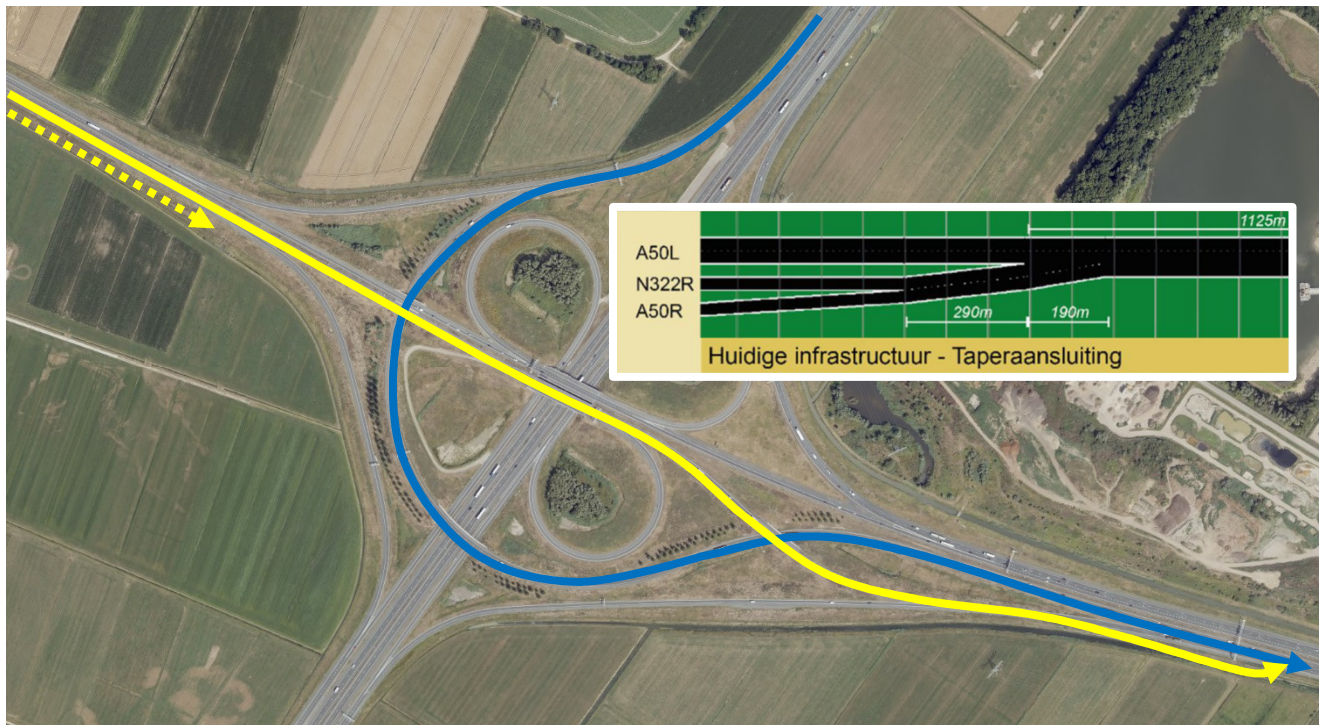 1125m
A50L
N322R
A50R
290m
190m
Huidige infrastructuur - Taperaansluiting